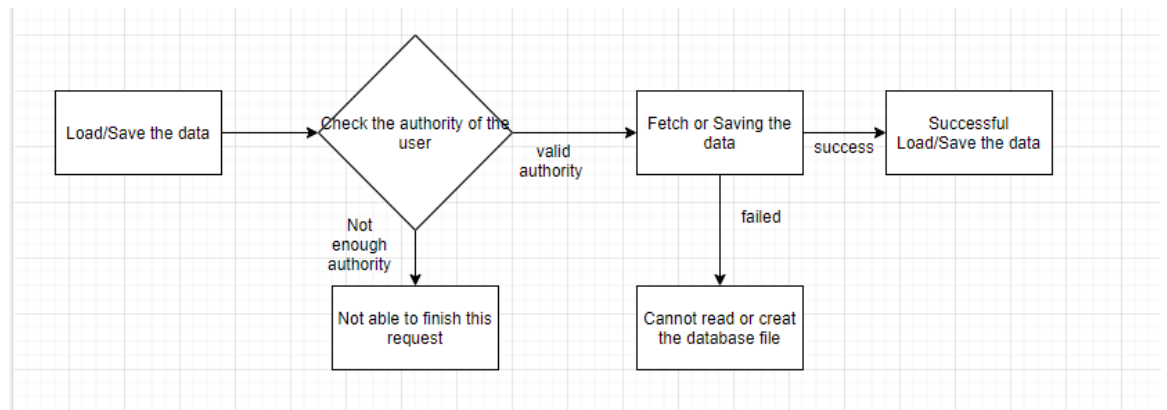 Load/Save the data
Check the authority of the
user
valid
authority
Fetch or Saving the
data
success
Successful
Load/Save the data
Not
enough
authority
failed
Not able to finish this
request
Cannot read or creat
the database file